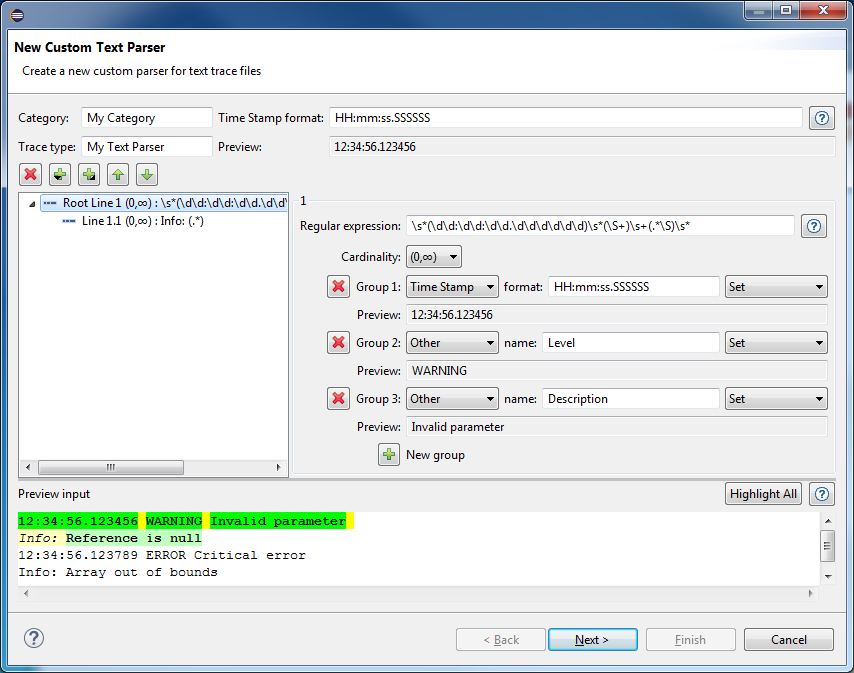 New Custom Text Parser
Create a new custom parser for text trace files
Category: My Category Time Stamp format: HH:mm:ss.SSSSSS
Trace type: My Text Parser Preview: 12:34:56.123456
Root Line 1 (0,∞) : \s*(\d\d:\d\d:\d\d.\d\d\
Line 1.1 (0,∞) : Info: (.*)
1
Regular expression: \s*(\d\d:\d\d:\d\d.\d\d\d\d\d\d)\s*(\S+)\s+(.*\S)\s*
Cardinality: (0,∞)
Group 1: Time Stamp format: HH:mm:ss.SSSSSS Set
Preview: 12:34:56.123456
Group 2: Other name: Level Set
Preview: WARNING
Group 3: Other name: Description Set
Preview: Invalid parameter
New group
Preview input Highlight All
12:34:56.123456 WARNING Invalid parameter
Info: Reference is null
12:34:56.123789 ERROR Critical error
Info: Array out of bounds
< Back Next > Finish Cancel